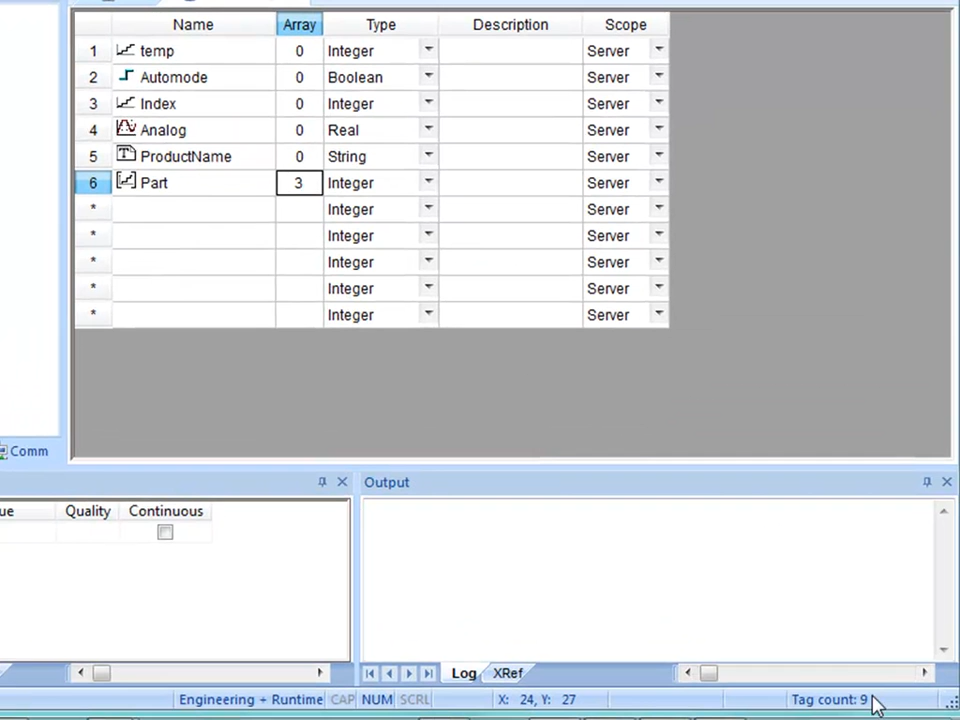 Name Array Type Description Scope
1 temp 0 Integer Server
2 Automode 0 Boolean Server
3 Index 0 Integer Server
4 Analog 0 Real Server
5 ProductName 0 String Server
6 Part 3 Integer Server
* Integer Server
* Integer Server
* Integer Server
* Integer Server
* Integer Server
Comm
ue Quality Continuous
Output
Log XRef
Engineering + Runtime CAP NUM SCRL X: 24, Y: 27 Tag count: 9